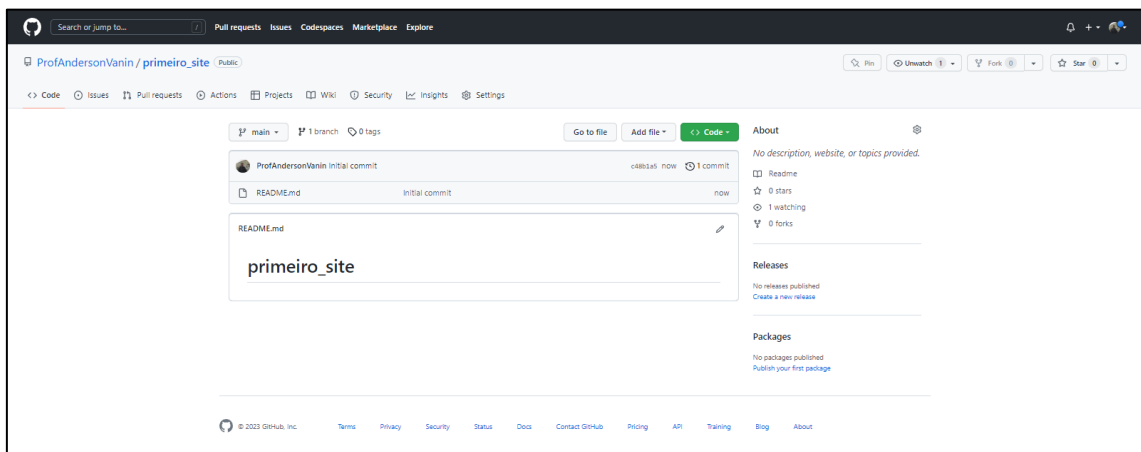 Search or jump to... / Pull requests Issues Codespaces Marketplace Explore
ProfAndersonVanin / primeiro_site Public Pin Unwatch 1 Fork 0 Star 0
Code Issues Pull requests Actions Projects Wiki Security Insights Settings
main 1 branch 0 tags Go to file Add file Code
ProfAndersonVanin Initial commit c48b1a5 now 1 commit
README.md Initial commit now
README.md
primeiro_site
About
No description, website, or topics provided.
Readme
0 stars
1 watching
0 forks
Releases
No releases published
Create a new release
Packages
No packages published
Publish your first package
© 2023 GitHub, Inc. Terms Privacy Security Status Docs Contact GitHub Pricing API Training Blog About